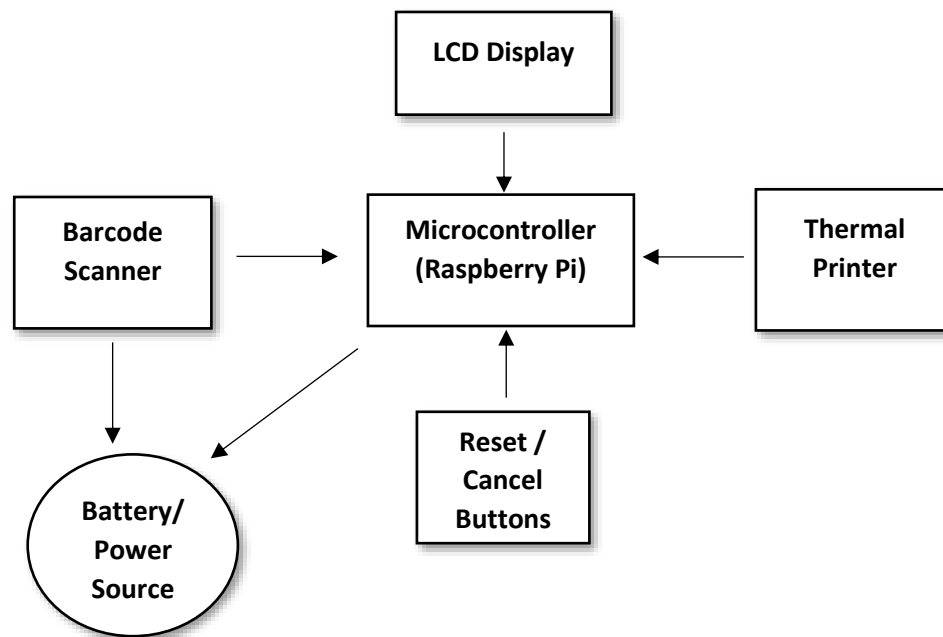 LCD Display
Barcode
Scanner
Microcontroller
(Raspberry Pi)
Thermal
Printer
Reset /
Cancel
Buttons
Battery/
Power
Source